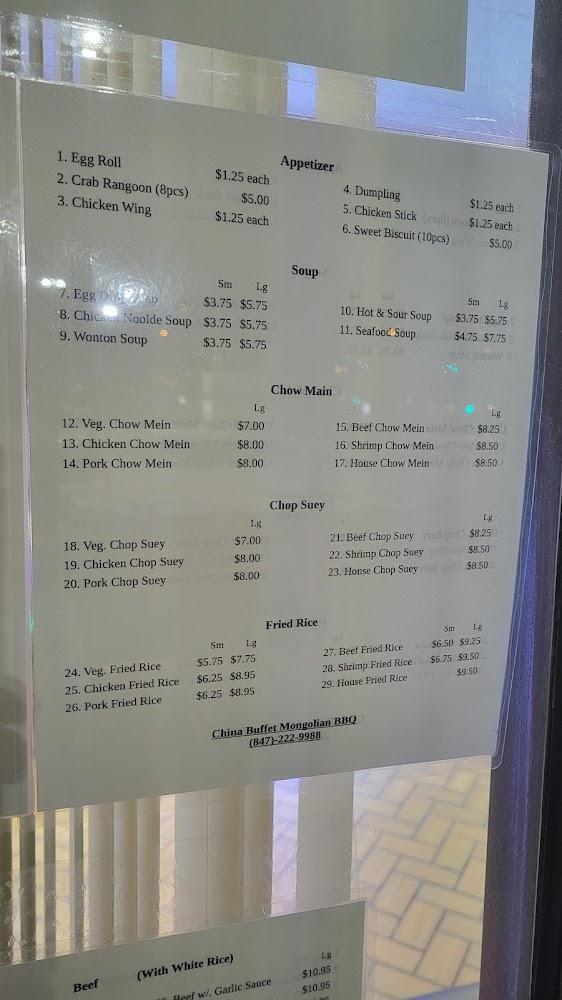 Appetizer
1. Egg Roll $1.25 each
2. Crab Rangoon (8pcs) $5.00
3. Chicken Wing $1.25 each
4. Dumpling $1.25 each
5. Chicken Stick $1.25 each
6. Sweet Biscuit (10pcs) $5.00
Soup
Sm Lg
7. Egg $3.75 $5.75
8. Chicken Noolde Soup $3.75 $5.75
9. Wonton Soup $3.75 $5.75
Sm Lg
10. Hot & Sour Soup $3.75 $5.75
11. Seafood Soup $4.75 $7.75
Chow Main
Lg
12. Veg. Chow Mein $7.00
13. Chicken Chow Mein $8.00
14. Pork Chow Mein $8.00
Lg
15. Beef Chow Mein $8.25
16. Shrimp Chow Mein $8.50
17. House Chow Mein $8.50
Chop Suey
Lg
18. Veg. Chop Suey $7.00
19. Chicken Chop Suey $8.00
20. Pork Chop Suey $8.00
Lg
21. Beef Chop Suey $8.25
22. Shrimp Chop Suey $8.50
23. House Chop Suey $8.50
Fried Rice
Sm Lg
24. Veg. Fried Rice $5.75 $7.75
25. Chicken Fried Rice $6.25 $8.95
26. Pork Fried Rice $6.25 $8.95
Sm Lg
27. Beef Fried Rice $6.50 $9.25
28. Shrimp Fried Rice $6.75 $9.50
29. House Fried Rice $9.50
China Buffet Mongolian BBQ
(847)-222-9988
Beef (With White Rice)
Lg
Beef w/. Garlic Sauce $10.95
$10.95